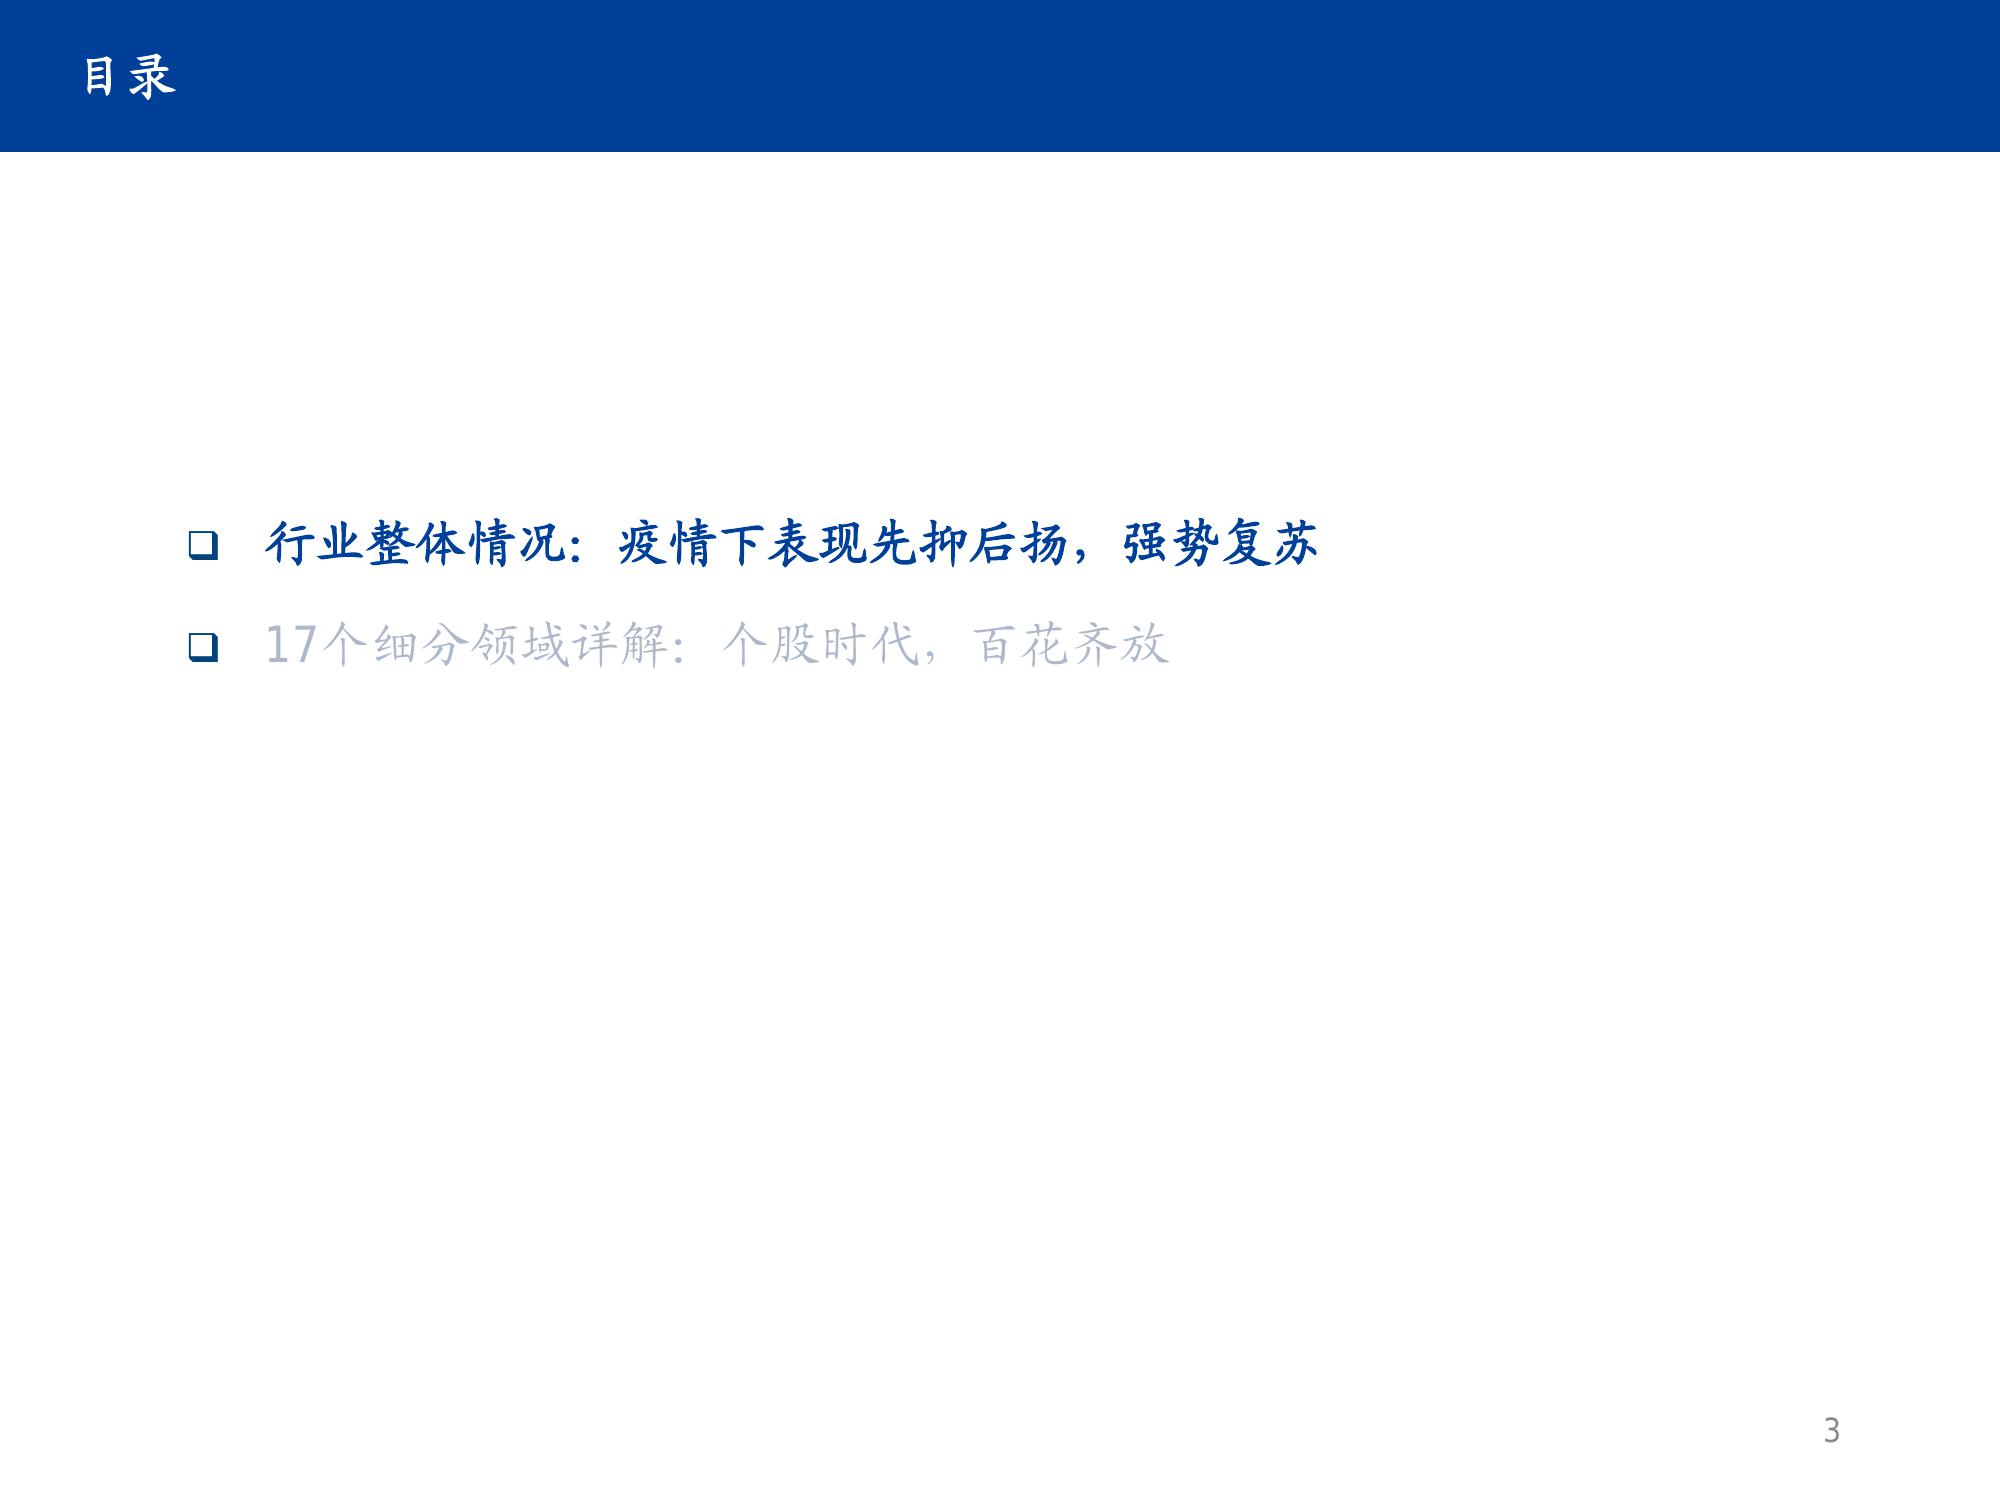 目录
行业整体情况：疫情下表现先抑后扬，强势复苏
17个细分领域详解：个股时代，百花齐放
3